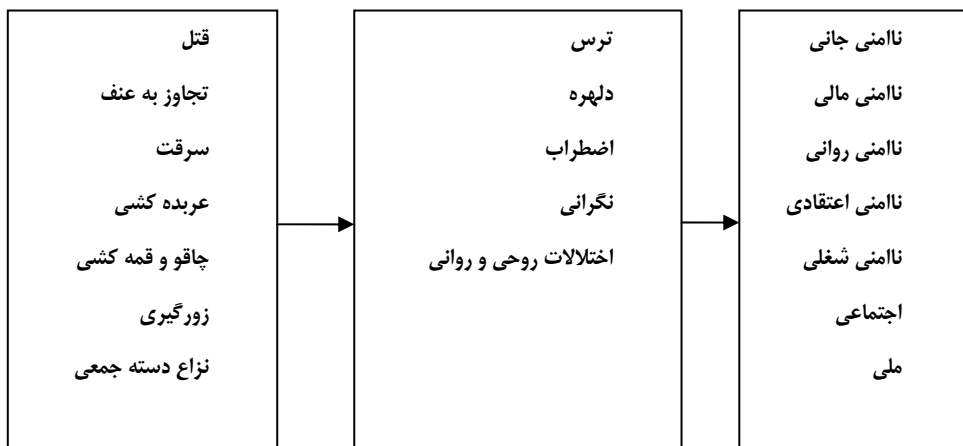 قتل
تجاوز به عنف
سرقت
عربده کشی
چاقو و قمه کشی
زورگیری
نزاع دسته جمعی
ترس
دلهره
اضطراب
نگرانی
اختلالات روحی و روانی
ناامنی جانی
ناامنی مالی
ناامنی روانی
ناامنی اعتقادی
ناامنی شغلی
اجتماعی
ملی